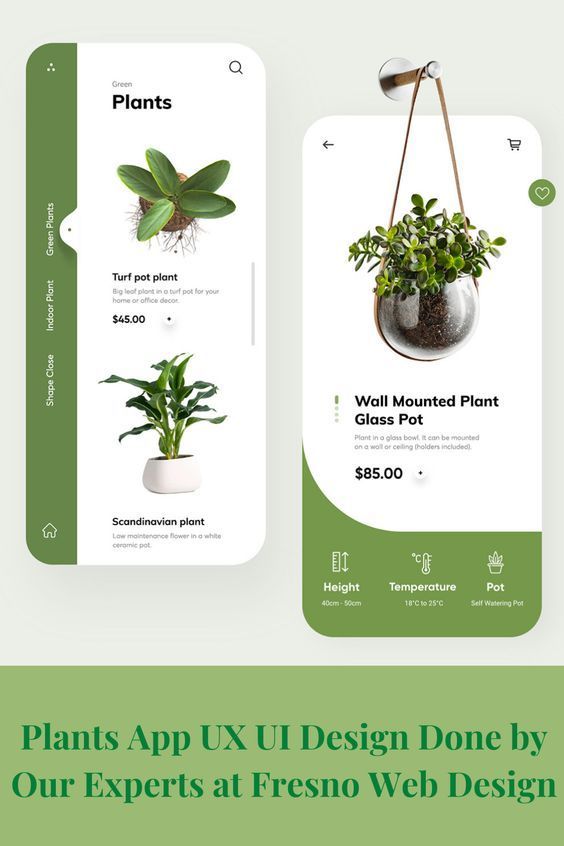 Green
Plants
Green Plants
Indoor Plant
Shape Close
Turf pot plant
Big leaf plant in a turf pot for your
home or office decor.
$45.00 +
Scandinavian plant
Low maintenance flower in a white
ceramic pot.
Wall Mounted Plant
Glass Pot
Plant in a glass bowl. It can be mounted
on a wall or ceiling (holders included).
$85.00 +
Height
40cm - 50cm
°C
Temperature
18°C to 25°C
Pot
Self Watering Pot
Plants App UX UI Design Done by
Our Experts at Fresno Web Design